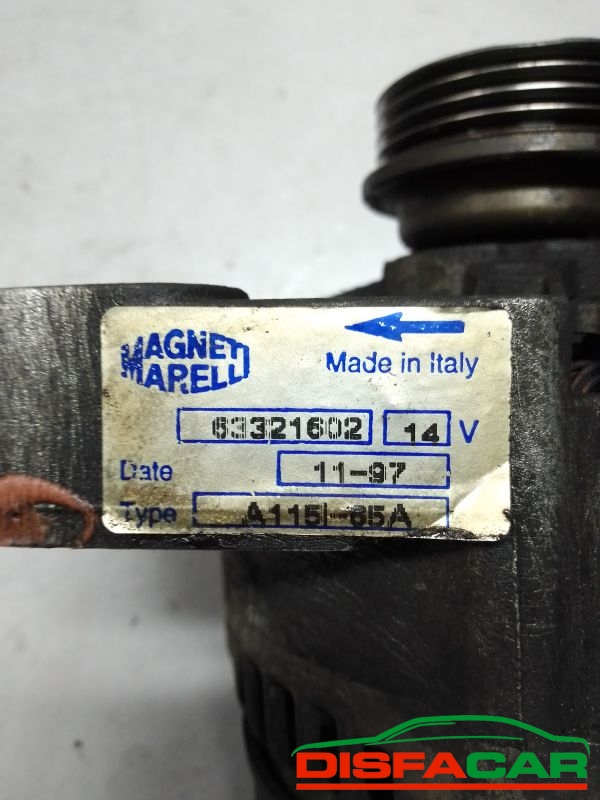 MAGNETI
MARELLI
Made in Italy
63321602 14 V
Date 11-97
Type A115I-65A
DISFACAR